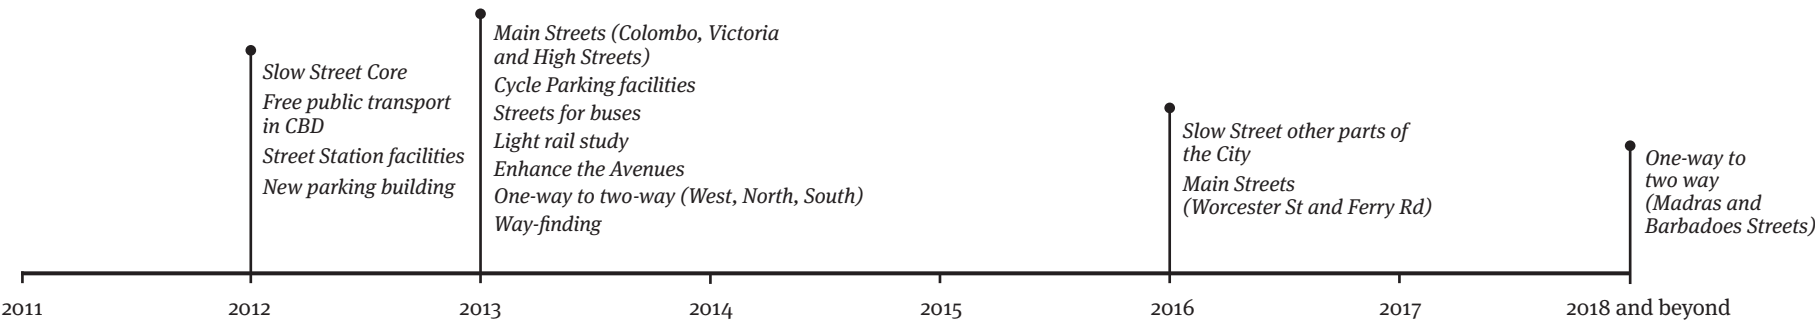 Slow Street Core
Free public transport
in CBD
Street Station facilities
New parking building
Main Streets (Colombo, Victoria
and High Streets)
Cycle Parking facilities
Streets for buses
Light rail study
Enhance the Avenues
One-way to two-way (West, North, South)
Way-finding
Slow Street other parts of
the City
Main Streets
(Worcester St and Ferry Rd)
One-way to
two way
(Madras and
Barbadoes Streets)
2011
2012
2013
2014
2015
2016
2017
2018 and beyond